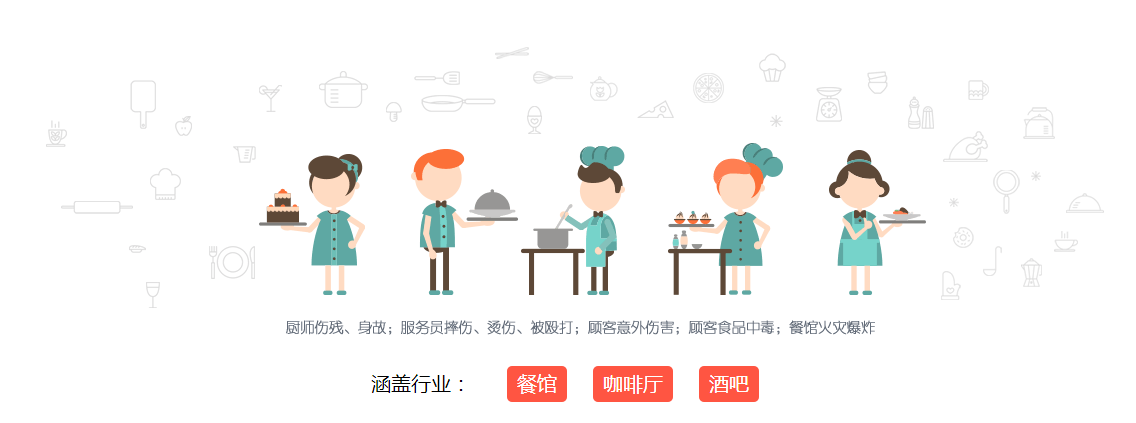 厨师伤残、身故；服务员摔伤、烫伤、被殴打；顾客意外伤害；顾客食品中毒；餐馆火灾爆炸
涵盖行业： 餐馆 咖啡厅 酒吧